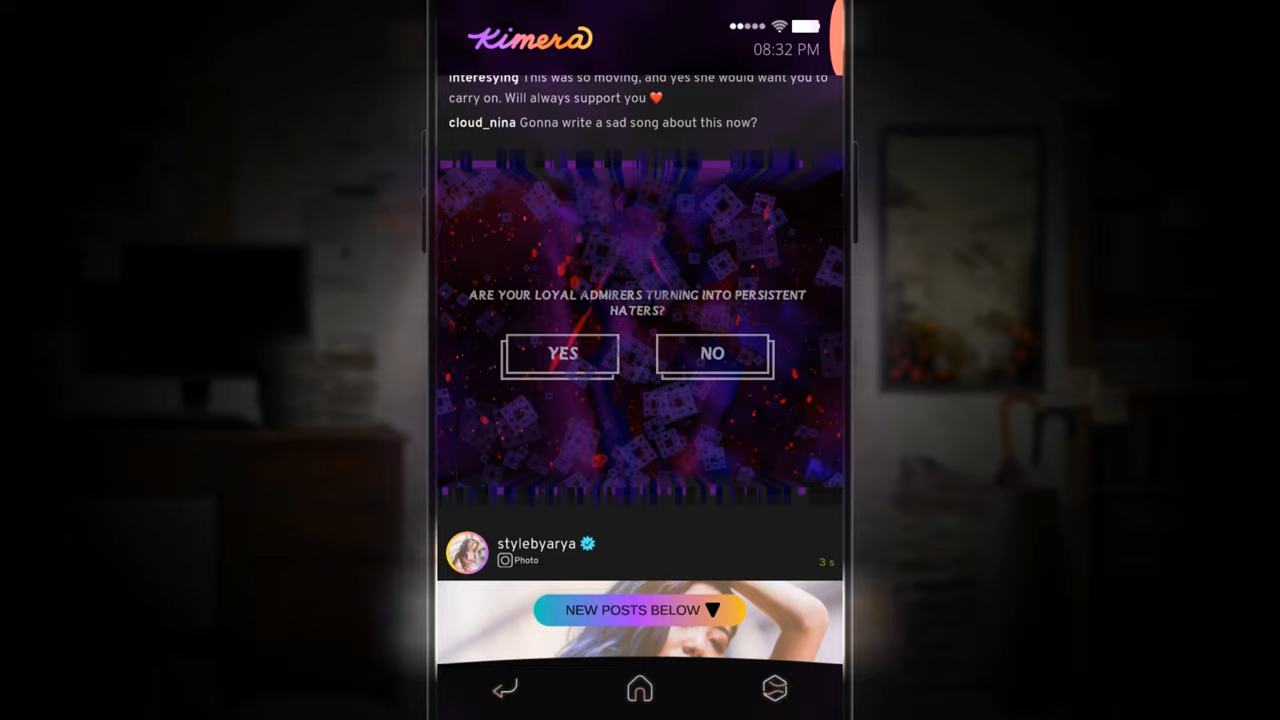 Kimera
08:32 PM
interesying This was so moving, and yes she would want you to
carry on. Will always support you ❤️
cloud_nina Gonna write a sad song about this now?
ARE YOUR LOYAL ADMIRERS TURNING INTO PERSISTENT
HATERS?
YES NO
stylebyarya
Photo
3 s
NEW POSTS BELOW